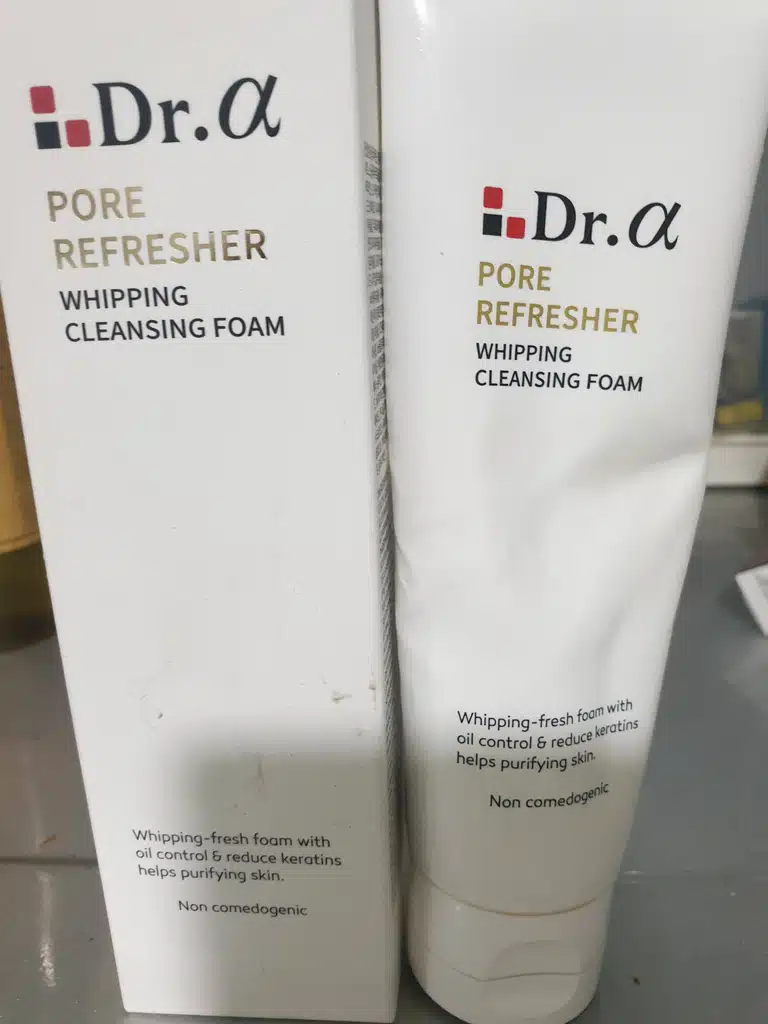 Dr.α
PORE
REFRESHER
WHIPPING
CLEANSING FOAM
Whipping-fresh foam with
oil control & reduce keratins
helps purifying skin.
Non comedogenic
Dr.α
PORE
REFRESHER
WHIPPING
CLEANSING FOAM
Whipping-fresh foam with
oil control & reduce keratins
helps purifying skin.
Non comedogenic